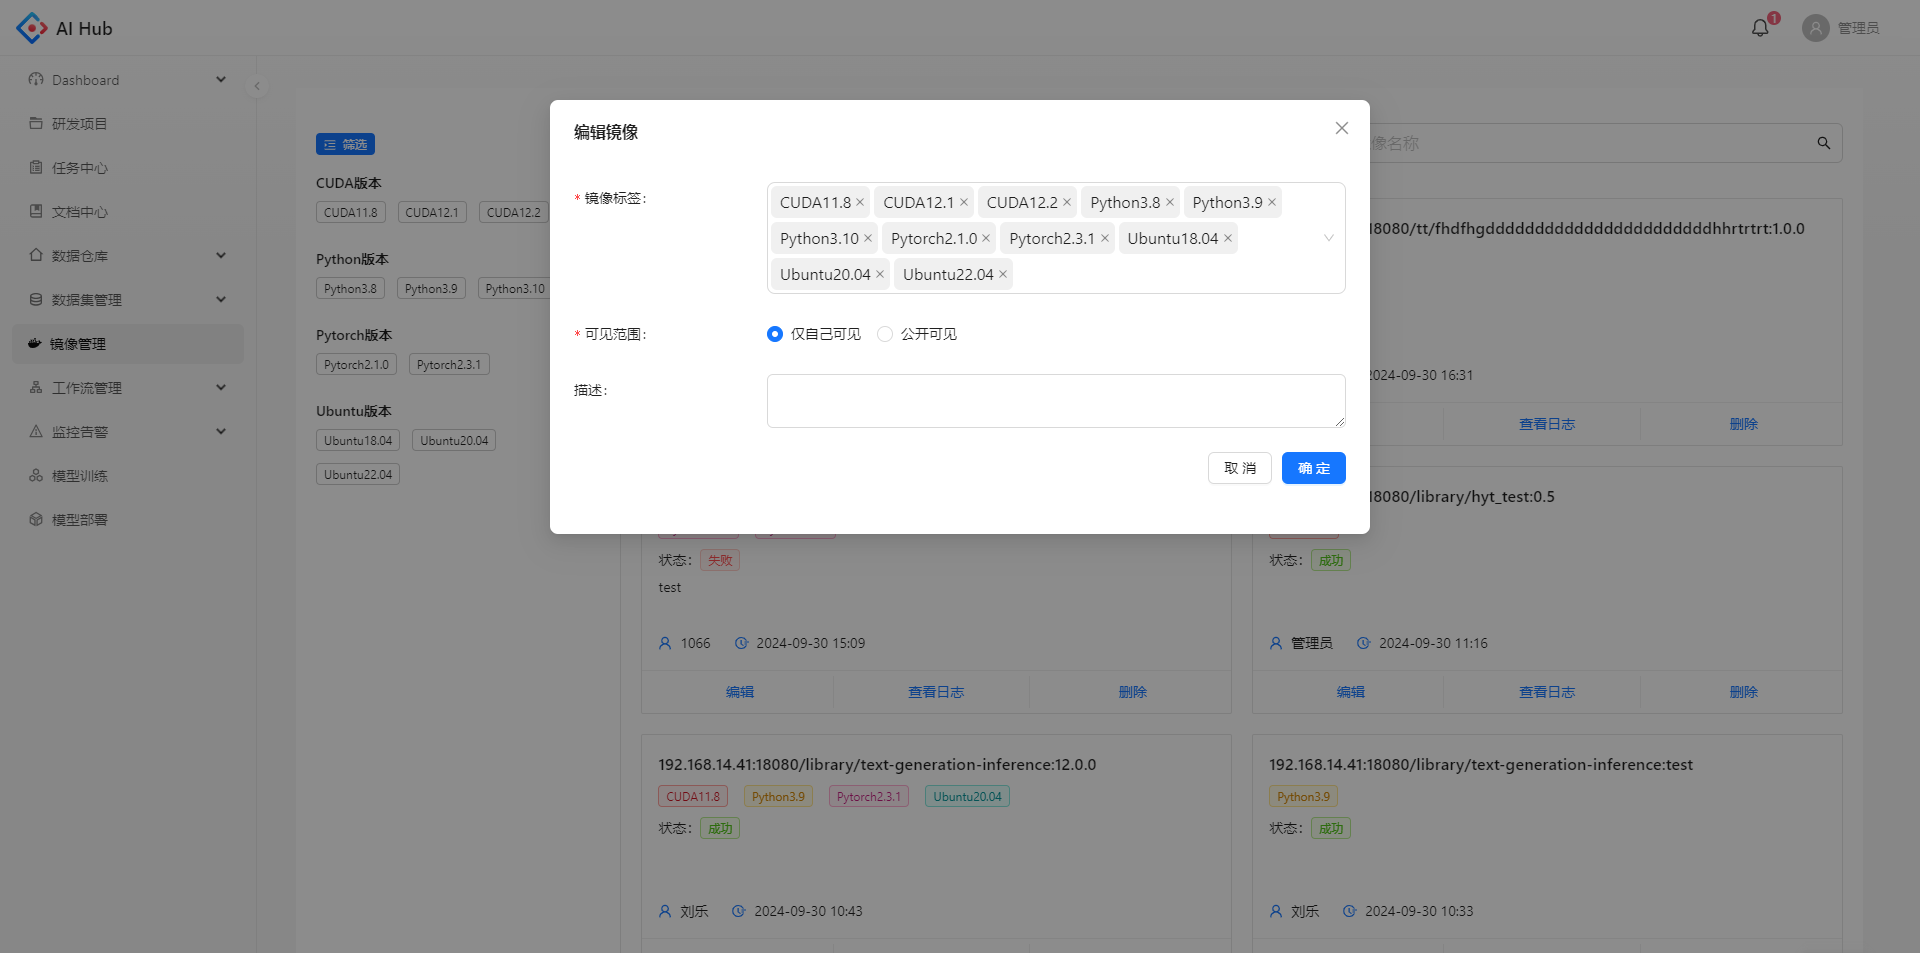 AI Hub
1
管理员
Dashboard
研发项目
任务中心
文档中心
数据仓库
数据集管理
镜像管理
工作流管理
监控告警
模型训练
模型部署
筛选
CUDA版本
CUDA11.8 CUDA12.1 CUDA12.2
Python版本
Python3.8 Python3.9 Python3.10
Pytorch版本
Pytorch2.1.0 Pytorch2.3.1
Ubuntu版本
Ubuntu18.04 Ubuntu20.04
Ubuntu22.04
编辑镜像
* 镜像标签:
CUDA11.8 × CUDA12.1 × CUDA12.2 × Python3.8 × Python3.9 ×
Python3.10 × Pytorch2.1.0 × Pytorch2.3.1 × Ubuntu18.04 ×
Ubuntu20.04 × Ubuntu22.04 ×
* 可见范围:
仅自己可见 公开可见
描述:
取 消 确 定
像名称
18080/tt/fhdfhgddddddddddddddddddddddddhhrtrtrt:1.0.0
2024-09-30 16:31
查看日志 删除
状态: 失败
test
1066 2024-09-30 15:09
编辑 查看日志 删除
18080/library/hyt_test:0.5
状态: 成功
管理员 2024-09-30 11:16
编辑 查看日志 删除
192.168.14.41:18080/library/text-generation-inference:12.0.0
CUDA11.8 Python3.9 Pytorch2.3.1 Ubuntu20.04
状态: 成功
刘乐 2024-09-30 10:43
192.168.14.41:18080/library/text-generation-inference:test
Python3.9
状态: 成功
刘乐 2024-09-30 10:33